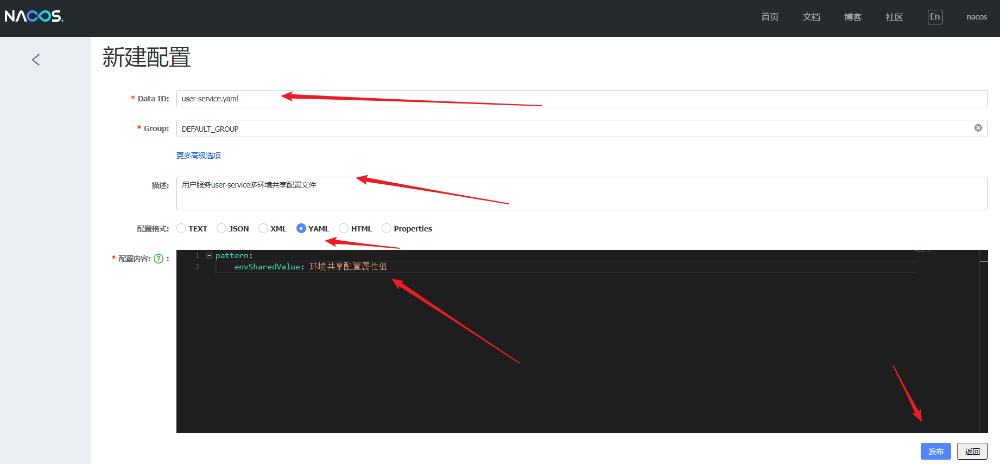 NACOS.
首页 文档 博客 社区 En nacos
新建配置
* Data ID: user-service.yaml
* Group: DEFAULT_GROUP
更多高级选项
描述: 用户服务user-service多环境共享配置文件
配置格式: TEXT JSON XML YAML HTML Properties
* 配置内容: ? :
1 pattern:
2 envSharedValue: 环境共享配置属性值
发布 返回